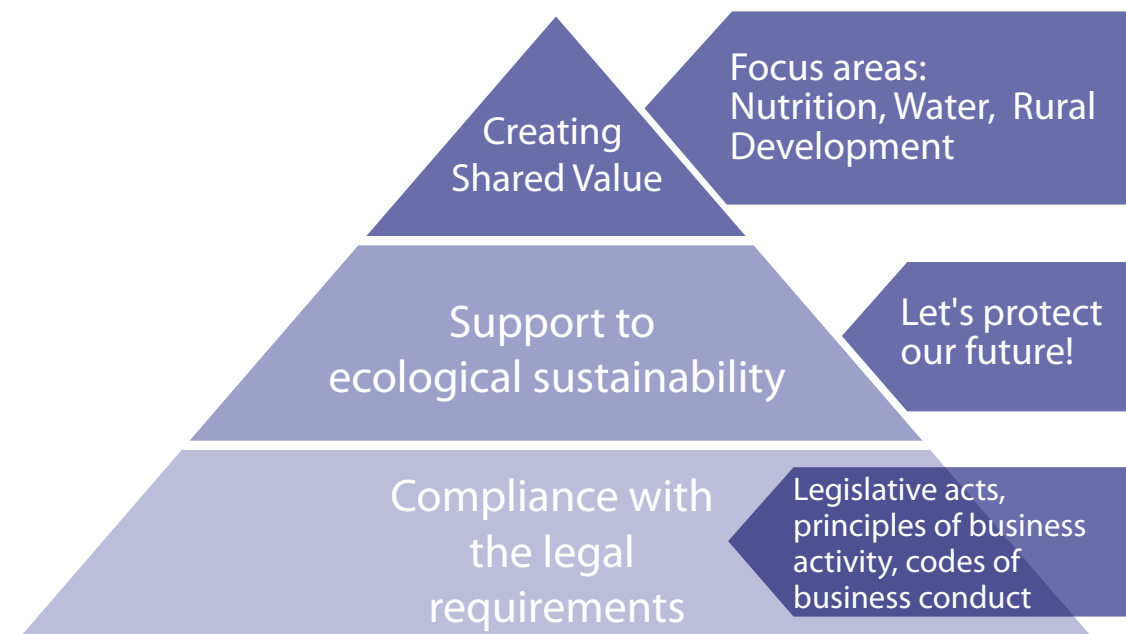 Creating
Shared Value
Focus areas:
Nutrition, Water, Rural
Development
Support to
ecological sustainability
Let's protect
our future!
Compliance with
the legal
requirements
Legislative acts,
principles of business
activity, codes of
business conduct